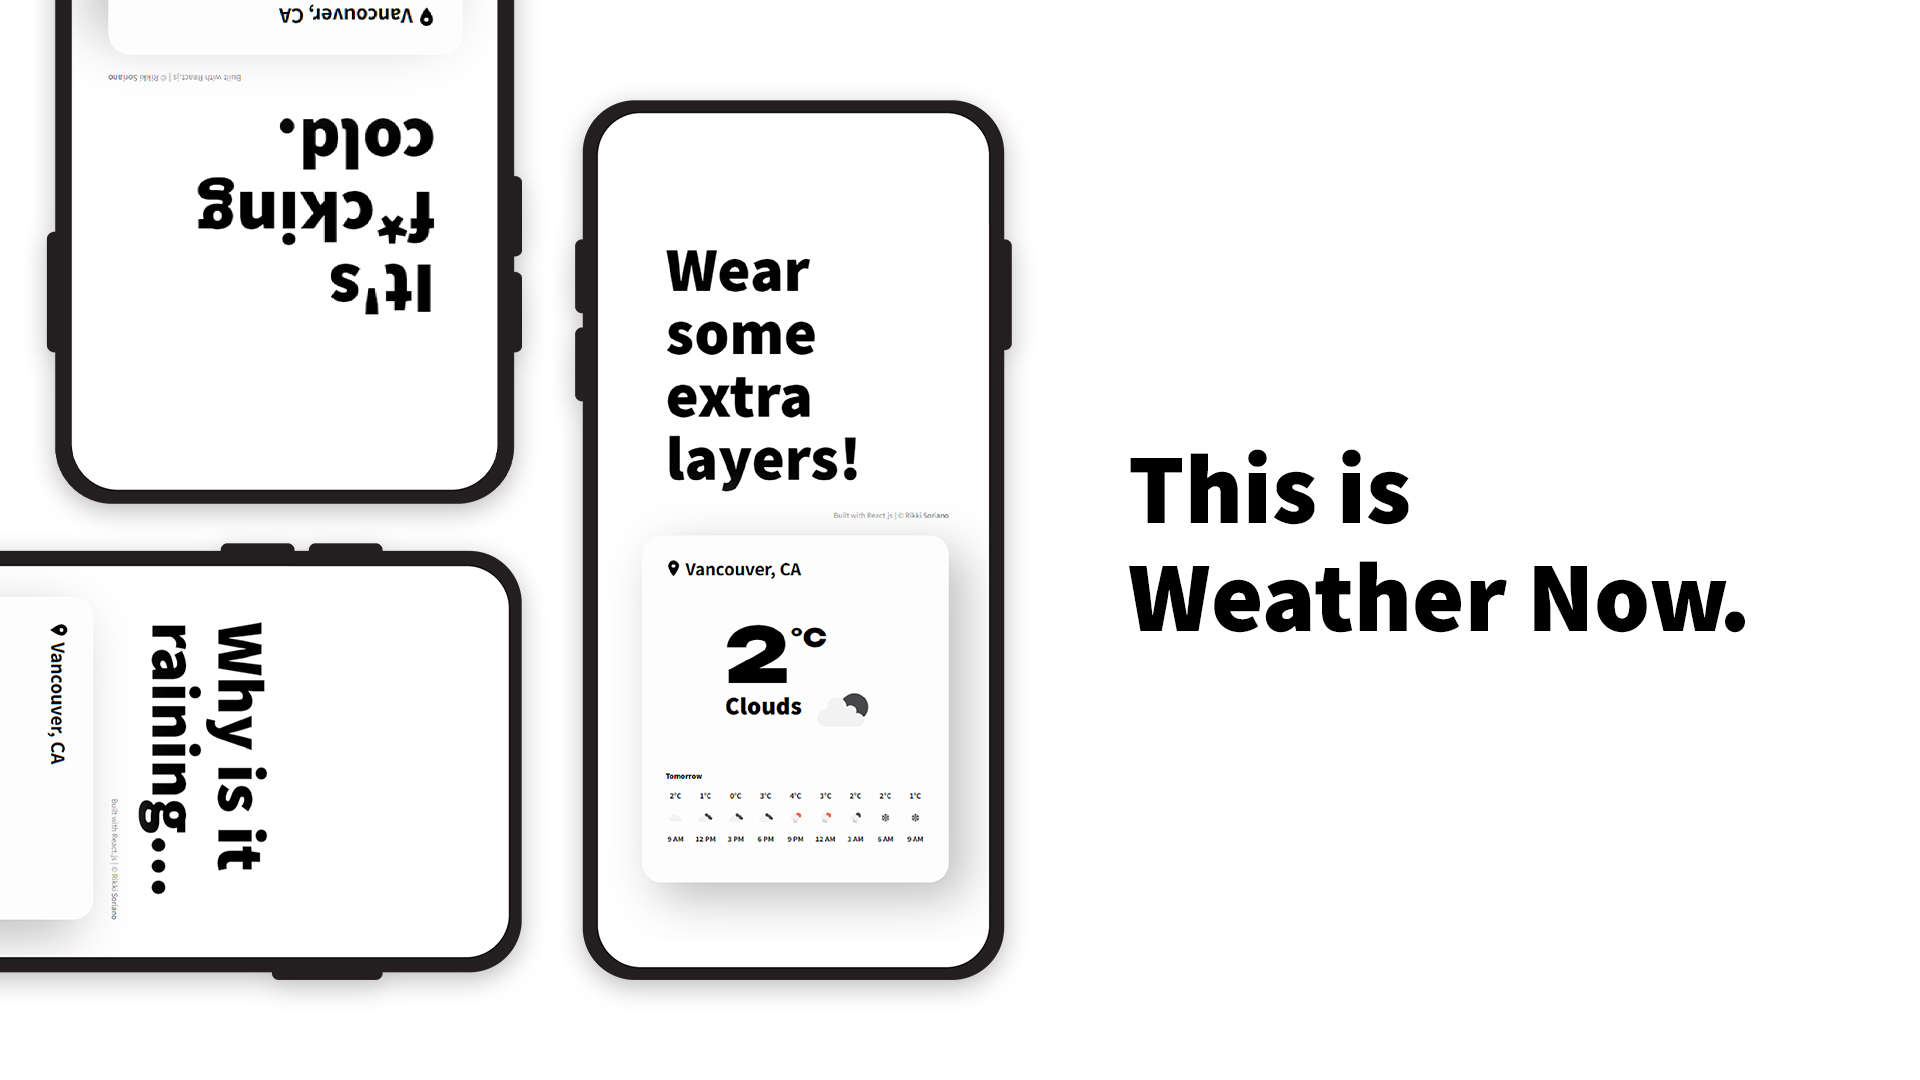 Vancouver, CA
Built with React.js | © Rikki Soriano
It's
f*cking
cold.
Why is it
raining...
Built with React.js | © Rikki Soriano
Vancouver, CA
Wear
some
extra
layers!
Built with React.js | © Rikki Soriano
Vancouver, CA
2°C
Clouds
Tomorrow
2°C 1°C 0°C 3°C 4°C 3°C 2°C 2°C 1°C
9 AM 12 PM 3 PM 6 PM 9 PM 12 AM 3 AM 6 AM 9 AM
This is
Weather Now.